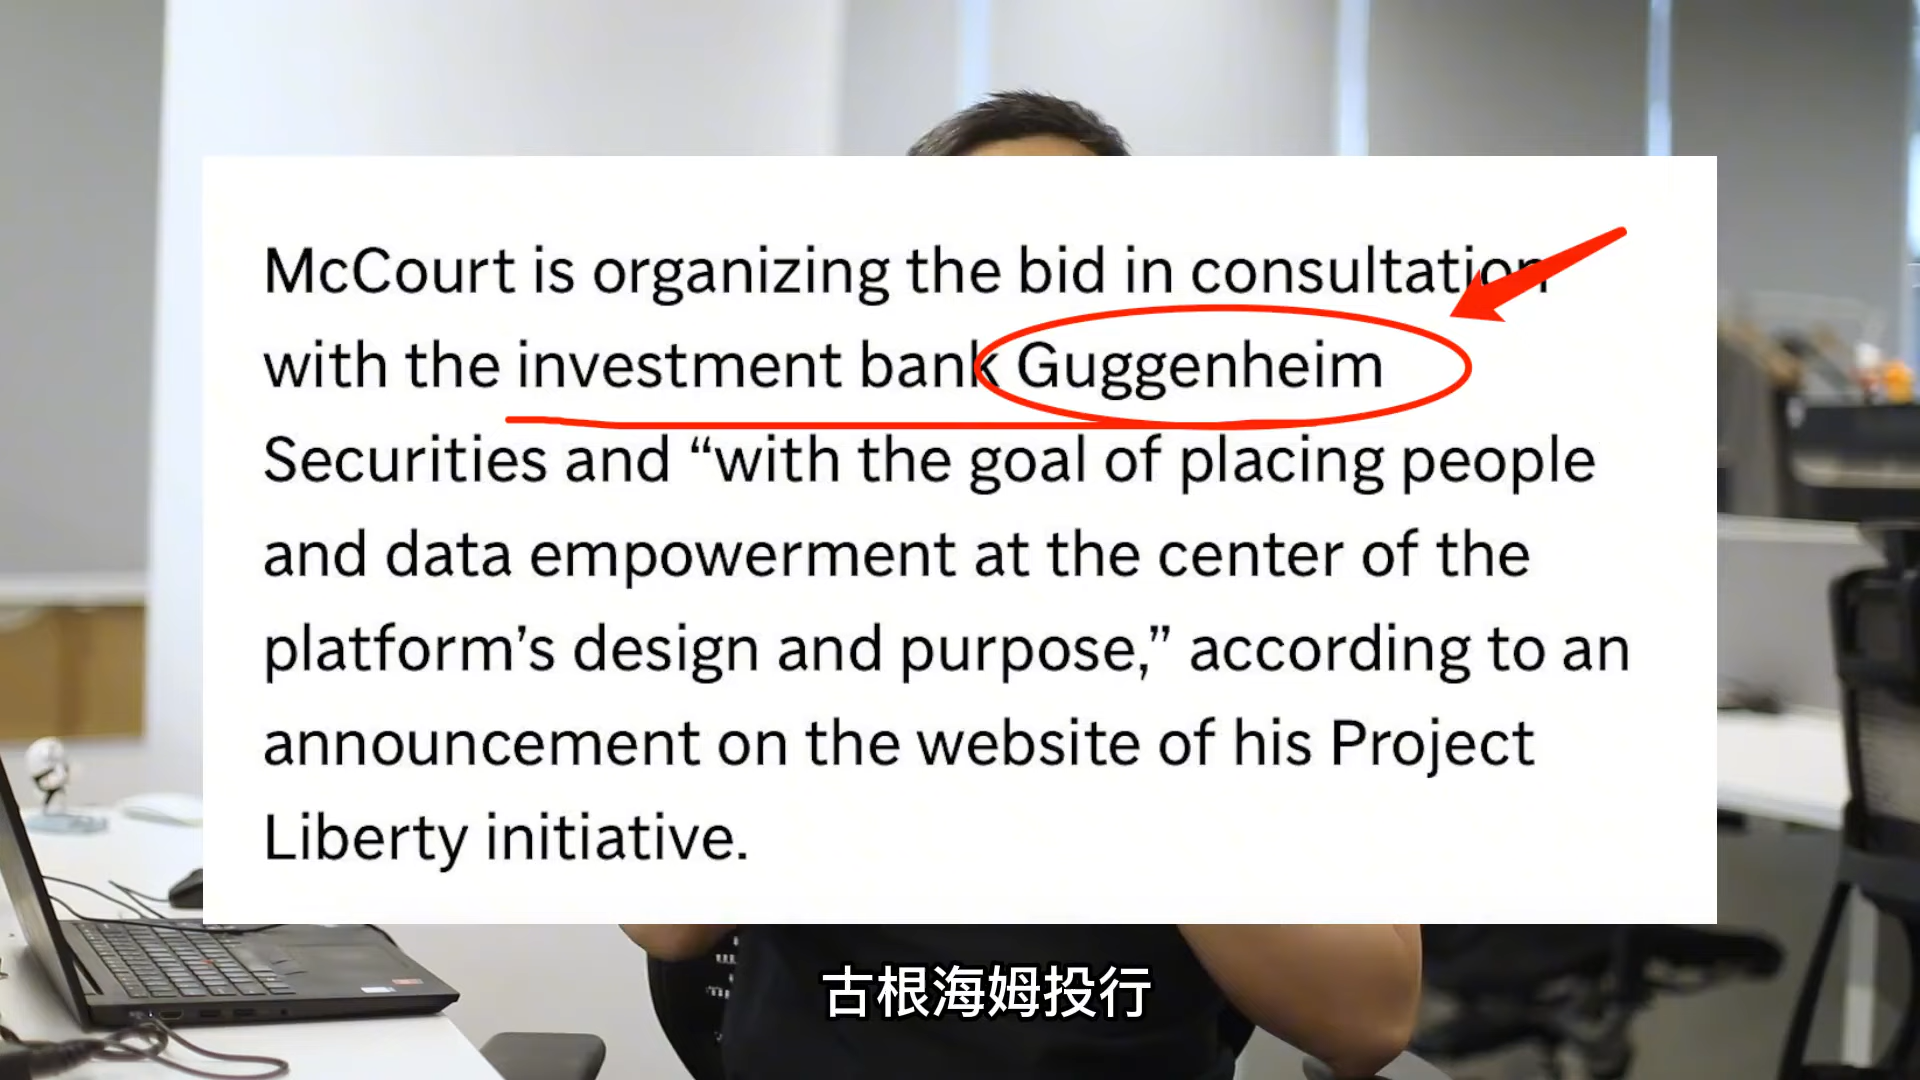 McCourt is organizing the bid in consultation
with the investment bank Guggenheim
Securities and “with the goal of placing people
and data empowerment at the center of the
platform’s design and purpose,” according to an
announcement on the website of his Project
Liberty initiative.
古根海姆投行